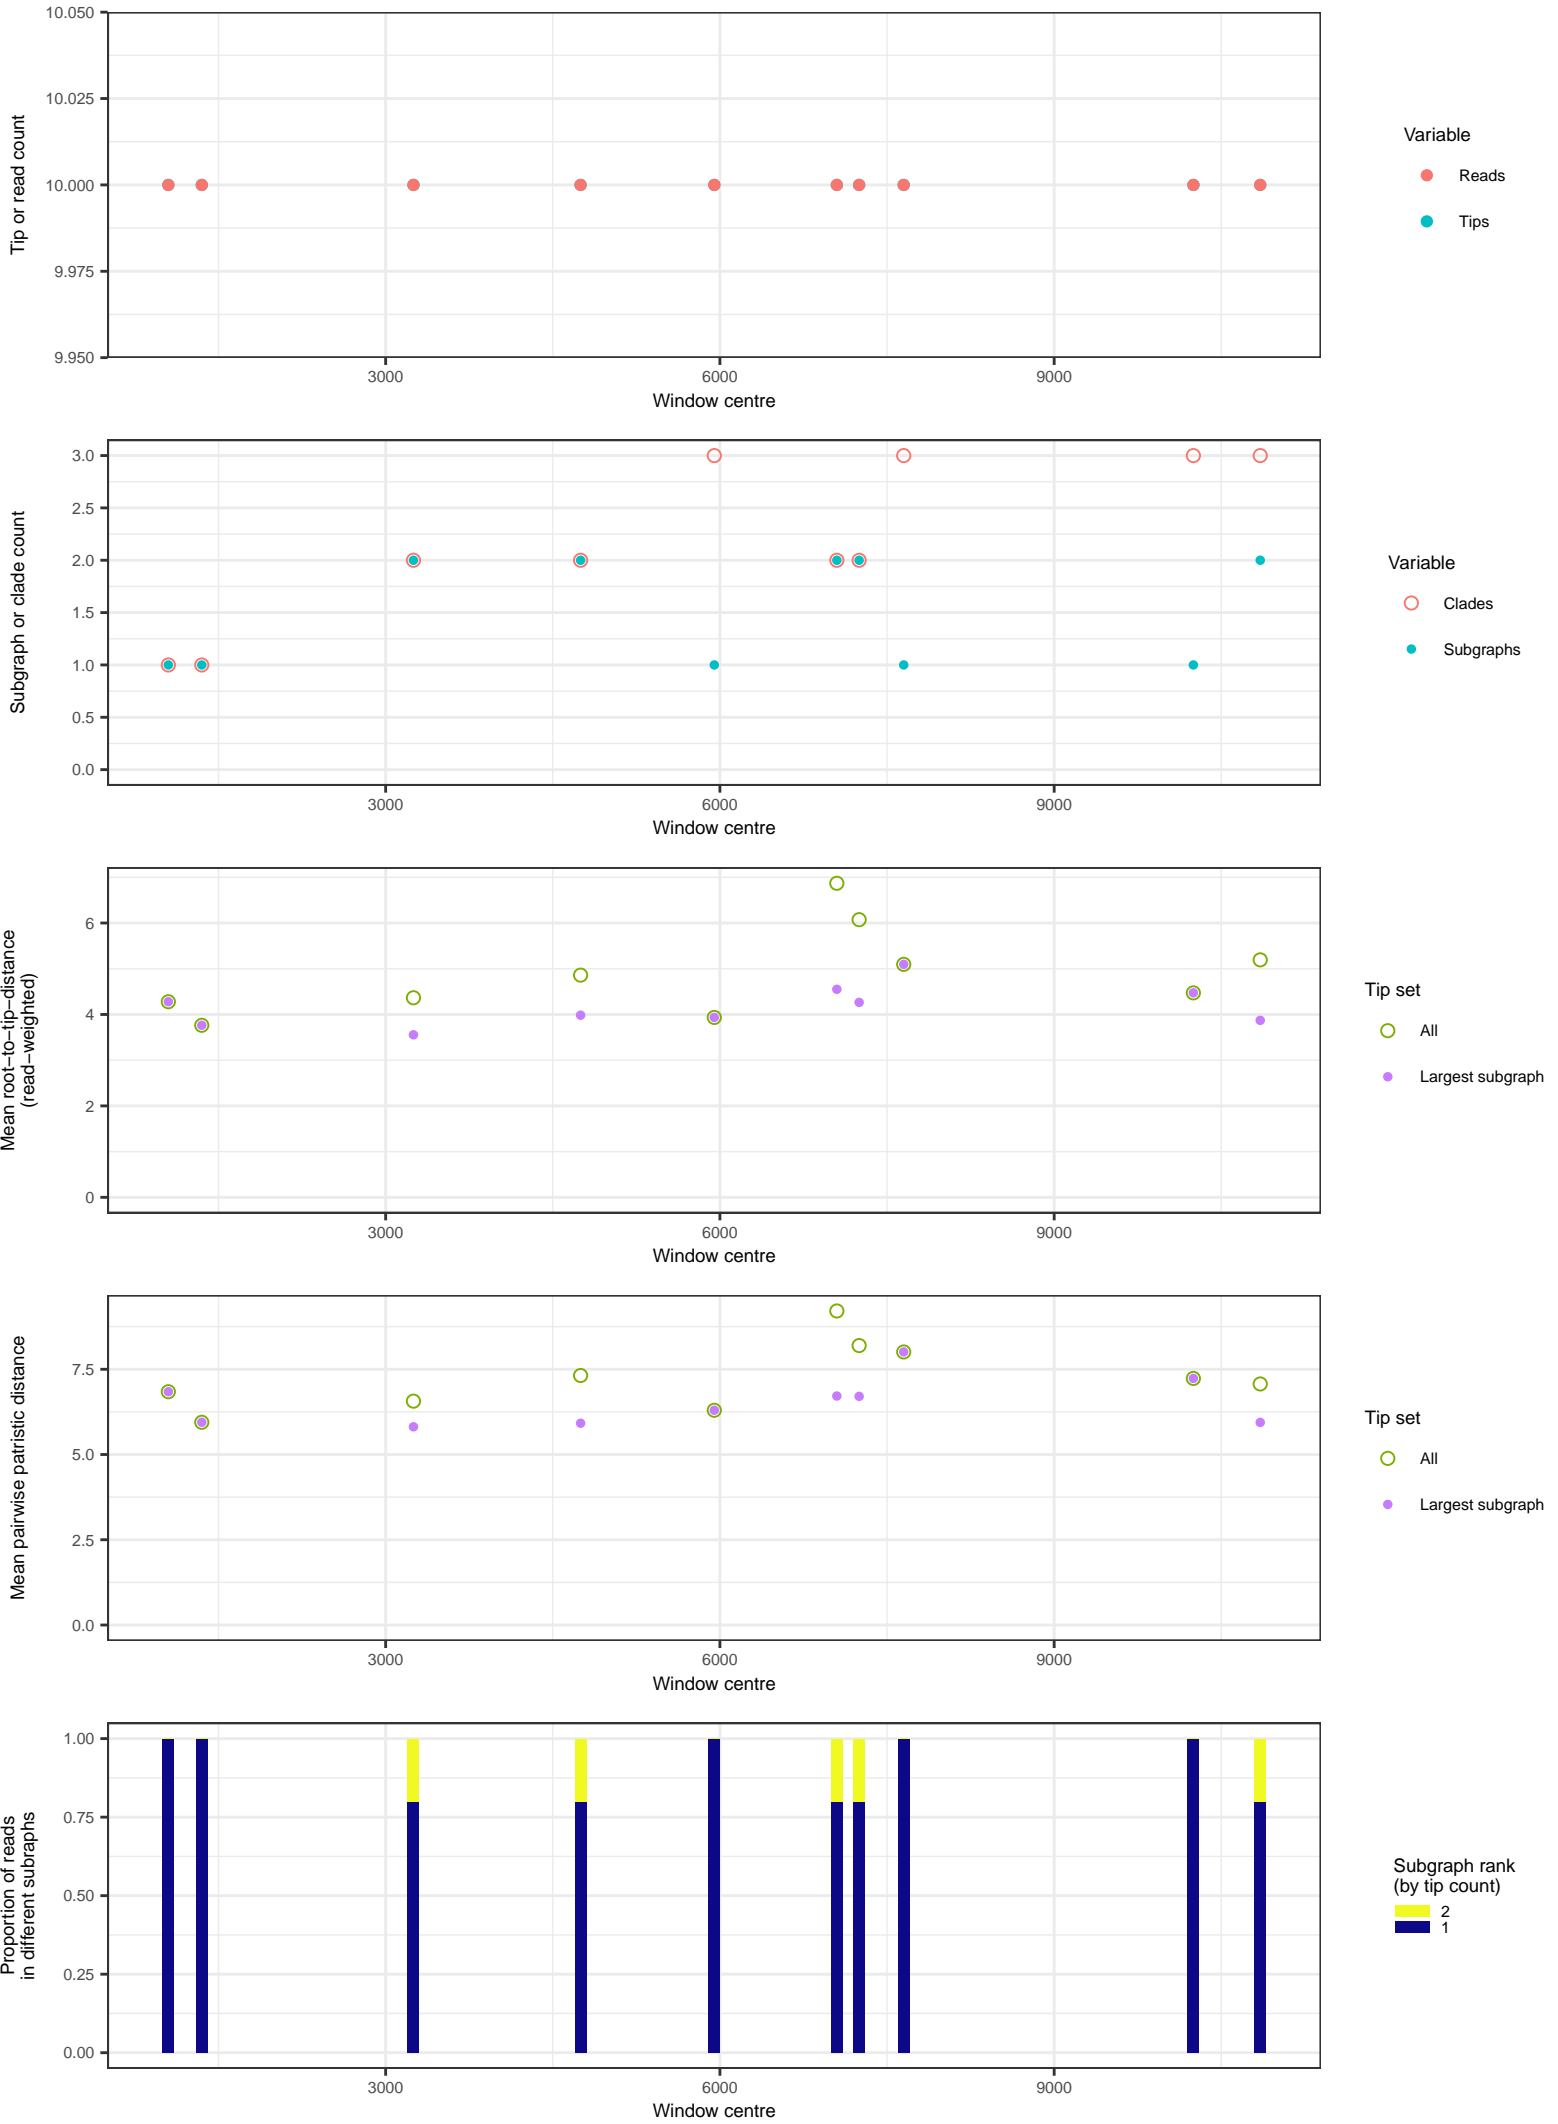 10.050
10.025
10.000
9.975
9.950
Tip or read count
3000
6000
9000
Window centre
Variable
Reads
Tips
3.0
2.5
2.0
1.5
1.0
0.5
0.0
Subgraph or clade count
3000
6000
9000
Window centre
Variable
Clades
Subgraphs
6
4
2
0
Mean root−to−tip−distance
(read−weighted)
3000
6000
9000
Window centre
Tip set
All
Largest subgraph
7.5
5.0
2.5
0.0
Mean pairwise patristic distance
3000
6000
9000
Window centre
Tip set
All
Largest subgraph
1.00
0.75
0.50
0.25
0.00
Proportion of reads
in different subraphs
3000
6000
9000
Window centre
Subgraph rank
(by tip count)
2
1